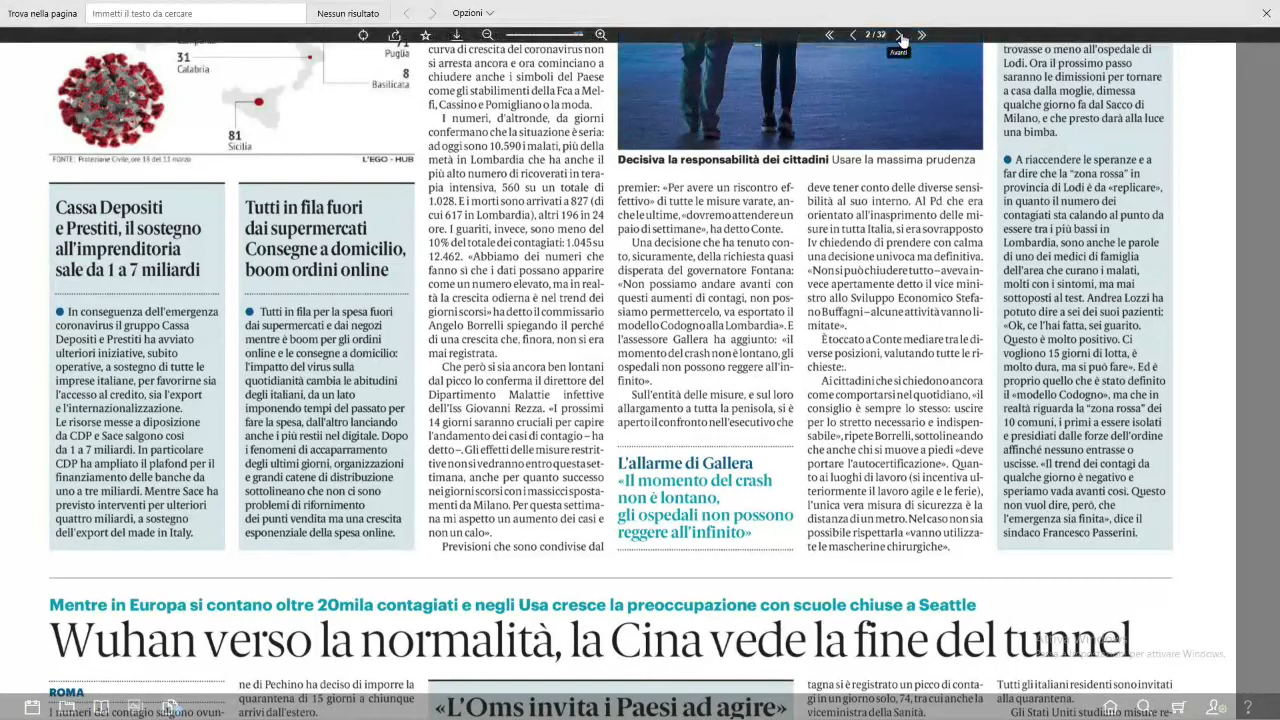 Trova nella pagina
Immetti il testo da cercare
Nessun risultato
Opzioni
2 / 32
Avanti
31
Calabria
71
Puglia
8
Basilicata
81
Sicilia
FONTE: Protezione Civile, ore 18 del 11 marzo
L'EGO - HUB
Cassa Depositi
e Prestiti, il sostegno
all'imprenditoria
sale da 1 a 7 miliardi
● In conseguenza dell'emergenza
coronavirus il gruppo Cassa
Depositi e Prestiti ha avviato
ulteriori iniziative, subito
operative, a sostegno di tutte le
imprese italiane, per favorirne sia
l'accesso al credito, sia l'export
e l'internazionalizzazione.
Le risorse messe a diposizione
da CDP e Sace salgono così
da 1 a 7 miliardi. In particolare
CDP ha ampliato il plafond per il
finanziamento delle banche da
uno a tre miliardi. Mentre Sace ha
previsto interventi per ulteriori
quattro miliardi, a sostegno
dell'export del made in Italy.
Tutti in fila fuori
dai supermercati
Consegne a domicilio,
boom ordini online
● Tutti in fila per la spesa fuori
dai supermercati e dai negozi
mentre è boom per gli ordini
online e le consegne a domicilio:
l'impatto del virus sulla
quotidianità cambia le abitudini
degli italiani, da un lato
imponendo tempi del passato per
fare la spesa, dall'altro lanciando
anche i più restii nel digitale. Dopo
i fenomeni di accaparramento
degli ultimi giorni, organizzazioni
e grandi catene di distribuzione
sottolineano che non ci sono
problemi di rifornimento
dei punti vendita ma una crescita
esponenziale della spesa online.
curva di crescita del coronavirus non
si arresta ancora e ora cominciano a
chiudere anche i simboli del Paese
come gli stabilimenti della Fca a Mel-
fi, Cassino e Pomigliano o la moda.
I numeri, d'altronde, da giorni
confermano che la situazione è seria:
ad oggi sono 10.590 i malati, più della
metà in Lombardia che ha anche il
più alto numero di ricoverati in tera-
pia intensiva, 560 su un totale di
1.028. E i morti sono arrivati a 827 (di
cui 617 in Lombardia), altri 196 in 24
ore. I guariti, invece, sono meno del
10% del totale dei contagiati: 1.045 su
12.462. «Abbiamo dei numeri che
fanno sì che i dati possano apparire
come un numero elevato, ma in real-
tà la crescita odierna è nel trend dei
giorni scorsi» ha detto il commissario
Angelo Borrelli spiegando il perché
di una crescita che, finora, non si era
mai registrata.
Che però si sia ancora ben lontani
dal picco lo conferma il direttore del
Dipartimento Malattie infettive
dell'Iss Giovanni Rezza. «I prossimi
14 giorni saranno cruciali per capire
l'andamento dei casi di contagio – ha
detto –. Gli effetti delle misure restrit-
tive non si vedranno entro questa set-
timana, anche per quanto successo
nei giorni scorsi con i massicci sposta-
menti da Milano. Per questa settima-
na mi aspetto un aumento dei casi e
non un calo».
Previsioni che sono condivise dal
Decisiva la responsabilità dei cittadini Usare la massima prudenza
premier: «Per avere un riscontro ef-
fettivo» di tutte le misure varate, an-
che le ultime, «dovremo attendere un
paio di settimane», ha detto Conte.
Una decisione che ha tenuto con-
to, sicuramente, della richiesta quasi
disperata del governatore Fontana:
«Non possiamo andare avanti con
questi aumenti di contagi, non pos-
siamo permettercelo, va esportato il
modello Codogno alla Lombardia». E
l'assessore Gallera ha aggiunto: «il
momento del crash non è lontano, gli
ospedali non possono reggere all'in-
finito».
Sull'entità delle misure, e sul loro
allargamento a tutta la penisola, si è
aperto il confronto nell'esecutivo che
L'allarme di Gallera
«Il momento del crash
non è lontano,
gli ospedali non possono
reggere all'infinito»
deve tener conto delle diverse sensi-
bilità al suo interno. Al Pd che era
orientato all'inasprimento delle mi-
sure in tutta Italia, si era sovrapposto
Iv chiedendo di prendere con calma
una decisione univoca ma definitiva.
«Non si può chiudere tutto – aveva in-
vece apertamente detto il vice mini-
stro allo Sviluppo Economico Stefa-
no Buffagni – alcune attività vanno li-
mitate».
È toccato a Conte mediare tra le di-
verse posizioni, valutando tutte le ri-
chieste:.
Ai cittadini che si chiedono ancora
come comportarsi nel quotidiano, «il
consiglio è sempre lo stesso: uscire
per lo stretto necessario e indispen-
sabile», ripete Borrelli, sottolineando
che anche chi si muove a piedi «deve
portare l'autocertificazione». Quan-
to ai luoghi di lavoro (si incentiva ul-
teriormente il lavoro agile e le ferie),
l'unica vera misura di sicurezza è la
distanza di un metro. Nel caso non sia
possibile rispettarla «vanno utilizza-
te le mascherine chirurgiche».
trovasse o meno all'ospedale di
Lodi. Ora il prossimo passo
saranno le dimissioni per tornare
a casa dalla moglie, dimessa
qualche giorno fa dal Sacco di
Milano, e che presto darà alla luce
una bimba.
● A riaccendere le speranze e a
far dire che la "zona rossa" in
provincia di Lodi è da «replicare»,
in quanto il numero dei
contagiati sta calando al punto da
essere tra i più bassi in
Lombardia, sono anche le parole
di uno dei medici di famiglia
dell'area che curano i malati,
molti con i sintomi, ma mai
sottoposti al test. Andrea Lozzi ha
potuto dire a sei dei suoi pazienti:
«Ok, ce l'hai fatta, sei guarito.
Questo è molto positivo. Ci
vogliono 15 giorni di lotta, è
molto dura, ma si può fare». Ed è
proprio quello che è stato definito
il «modello Codogno», ma che in
realtà riguarda la "zona rossa" dei
10 comuni, i primi a essere isolati
e presidiati dalle forze dell'ordine
affinché nessuno entrasse o
uscisse. «Il trend dei contagi da
qualche giorno è negativo e
speriamo vada avanti così. Questo
non vuol dire, però, che
l'emergenza sia finita», dice il
sindaco Francesco Passerini.
Mentre in Europa si contano oltre 20mila contagiati e negli Usa cresce la preoccupazione con scuole chiuse a Seattle
Wuhan verso la normalità, la Cina vede la fine del tunnel
per attivare Windows.
ROMA
I numeri del contagio salgono ovun-
ne di Pechino ha deciso di imporre la
quarantena di 15 giorni a chiunque
arrivi dall'estero.
«L'Oms invita i Paesi ad agire»
tagna si è registrato un picco di conta-
gi in un giorno solo, 74, tra cui anche la
viceministra della Sanità.
Tutti gli italiani residenti sono invitati
alla quarantena.
Gli Stati Uniti studiano misure re-